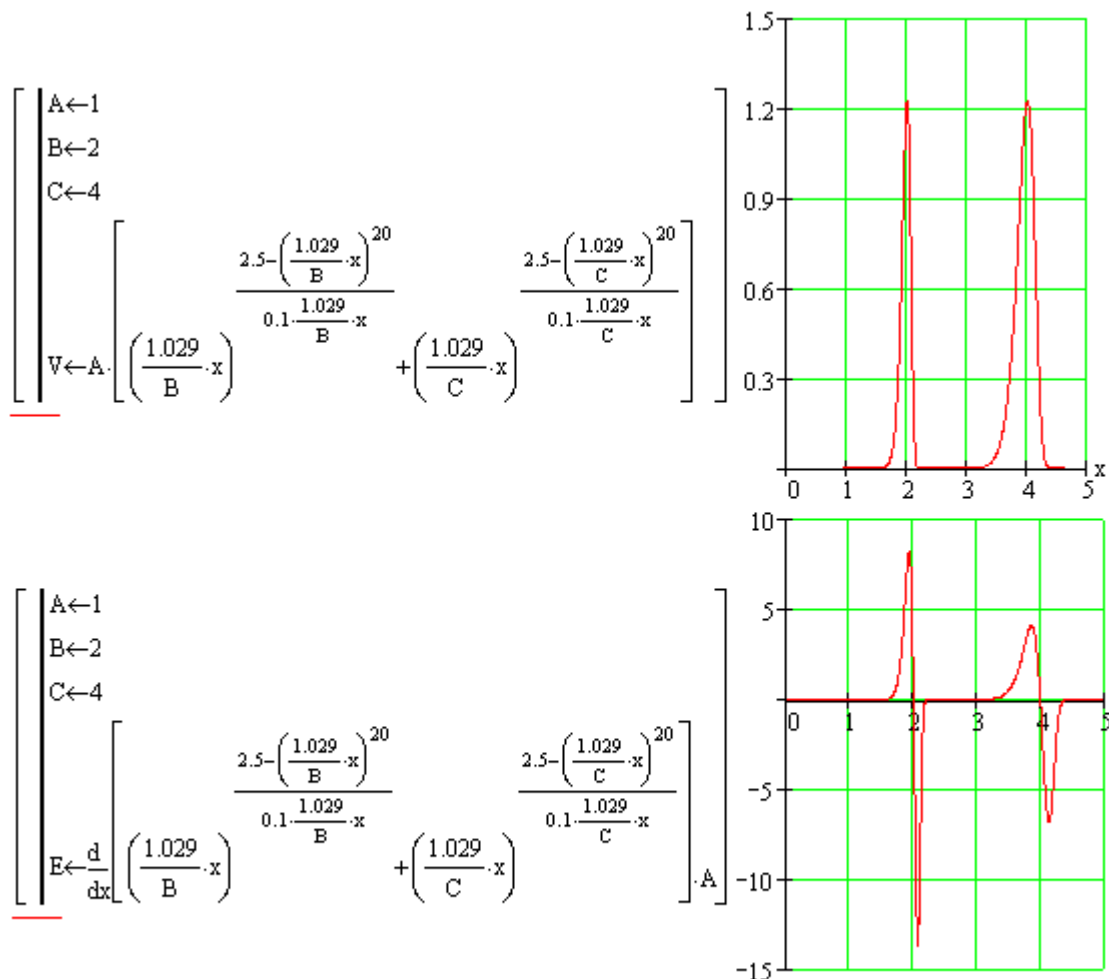 A←1
B←2
C←4
V←A·[(1.029/B·x)^((2.5-(1.029/B·x)^20)/(0.1·1.029/B·x))+(1.029/C·x)^((2.5-(1.029/C·x)^20)/(0.1·1.029/C·x))]
1.5
1.2
0.9
0.6
0.3
0 1 2 3 4 5 x
A←1
B←2
C←4
E←d/dx[(1.029/B·x)^((2.5-(1.029/B·x)^20)/(0.1·1.029/B·x))+(1.029/C·x)^((2.5-(1.029/C·x)^20)/(0.1·1.029/C·x))]·A
10
5
0 1 2 3 4 5
-5
-10
-15